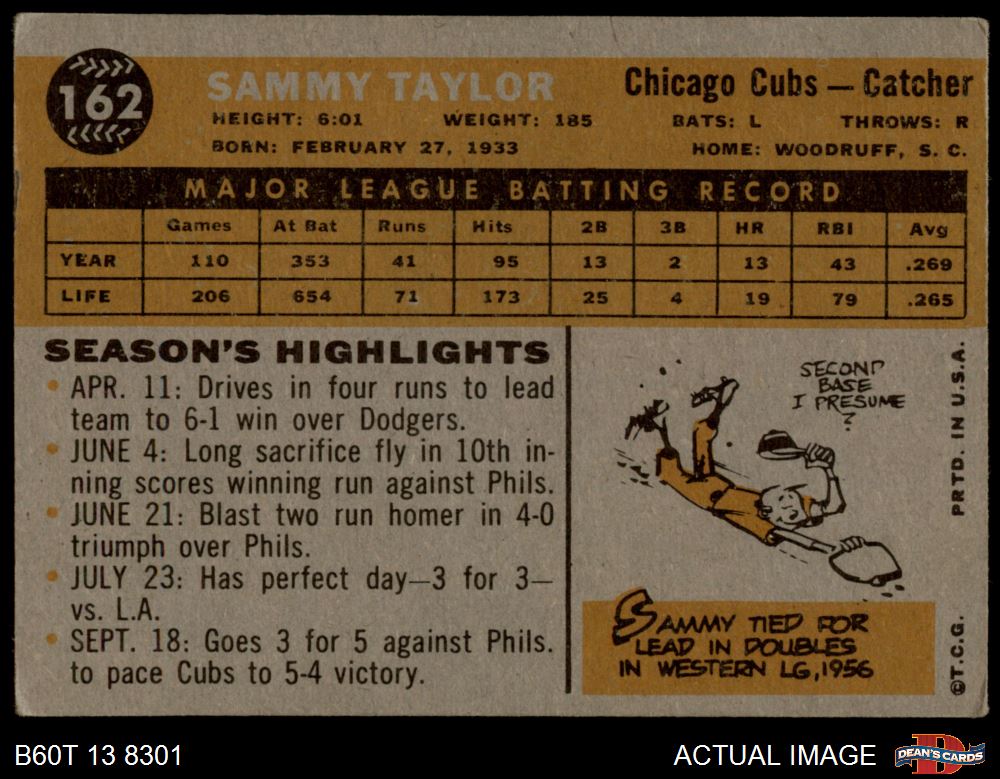 162
SAMMY TAYLOR
Chicago Cubs — Catcher
HEIGHT: 6:01 WEIGHT: 185 BATS: L THROWS: R
BORN: FEBRUARY 27, 1933 HOME: WOODRUFF, S. C.
MAJOR LEAGUE BATTING RECORD
Games At Bat Runs Hits 2B 3B HR RBI Avg
YEAR 110 353 41 95 13 2 13 43 .269
LIFE 206 654 71 173 25 4 19 79 .265
SEASON'S HIGHLIGHTS
• APR. 11: Drives in four runs to lead
team to 6-1 win over Dodgers.
• JUNE 4: Long sacrifice fly in 10th in-
ning scores winning run against Phils.
• JUNE 21: Blast two run homer in 4-0
triumph over Phils.
• JULY 23: Has perfect day—3 for 3—
vs. L.A.
• SEPT. 18: Goes 3 for 5 against Phils.
to pace Cubs to 5-4 victory.
SECOND
BASE
I PRESUME
?
SAMMY TIED FOR
LEAD IN DOUBLES
IN WESTERN LG, 1956
PRTD. IN U.S.A.
©T.C.G.
B60T 13 8301
ACTUAL IMAGE
DEAN'S CARDS